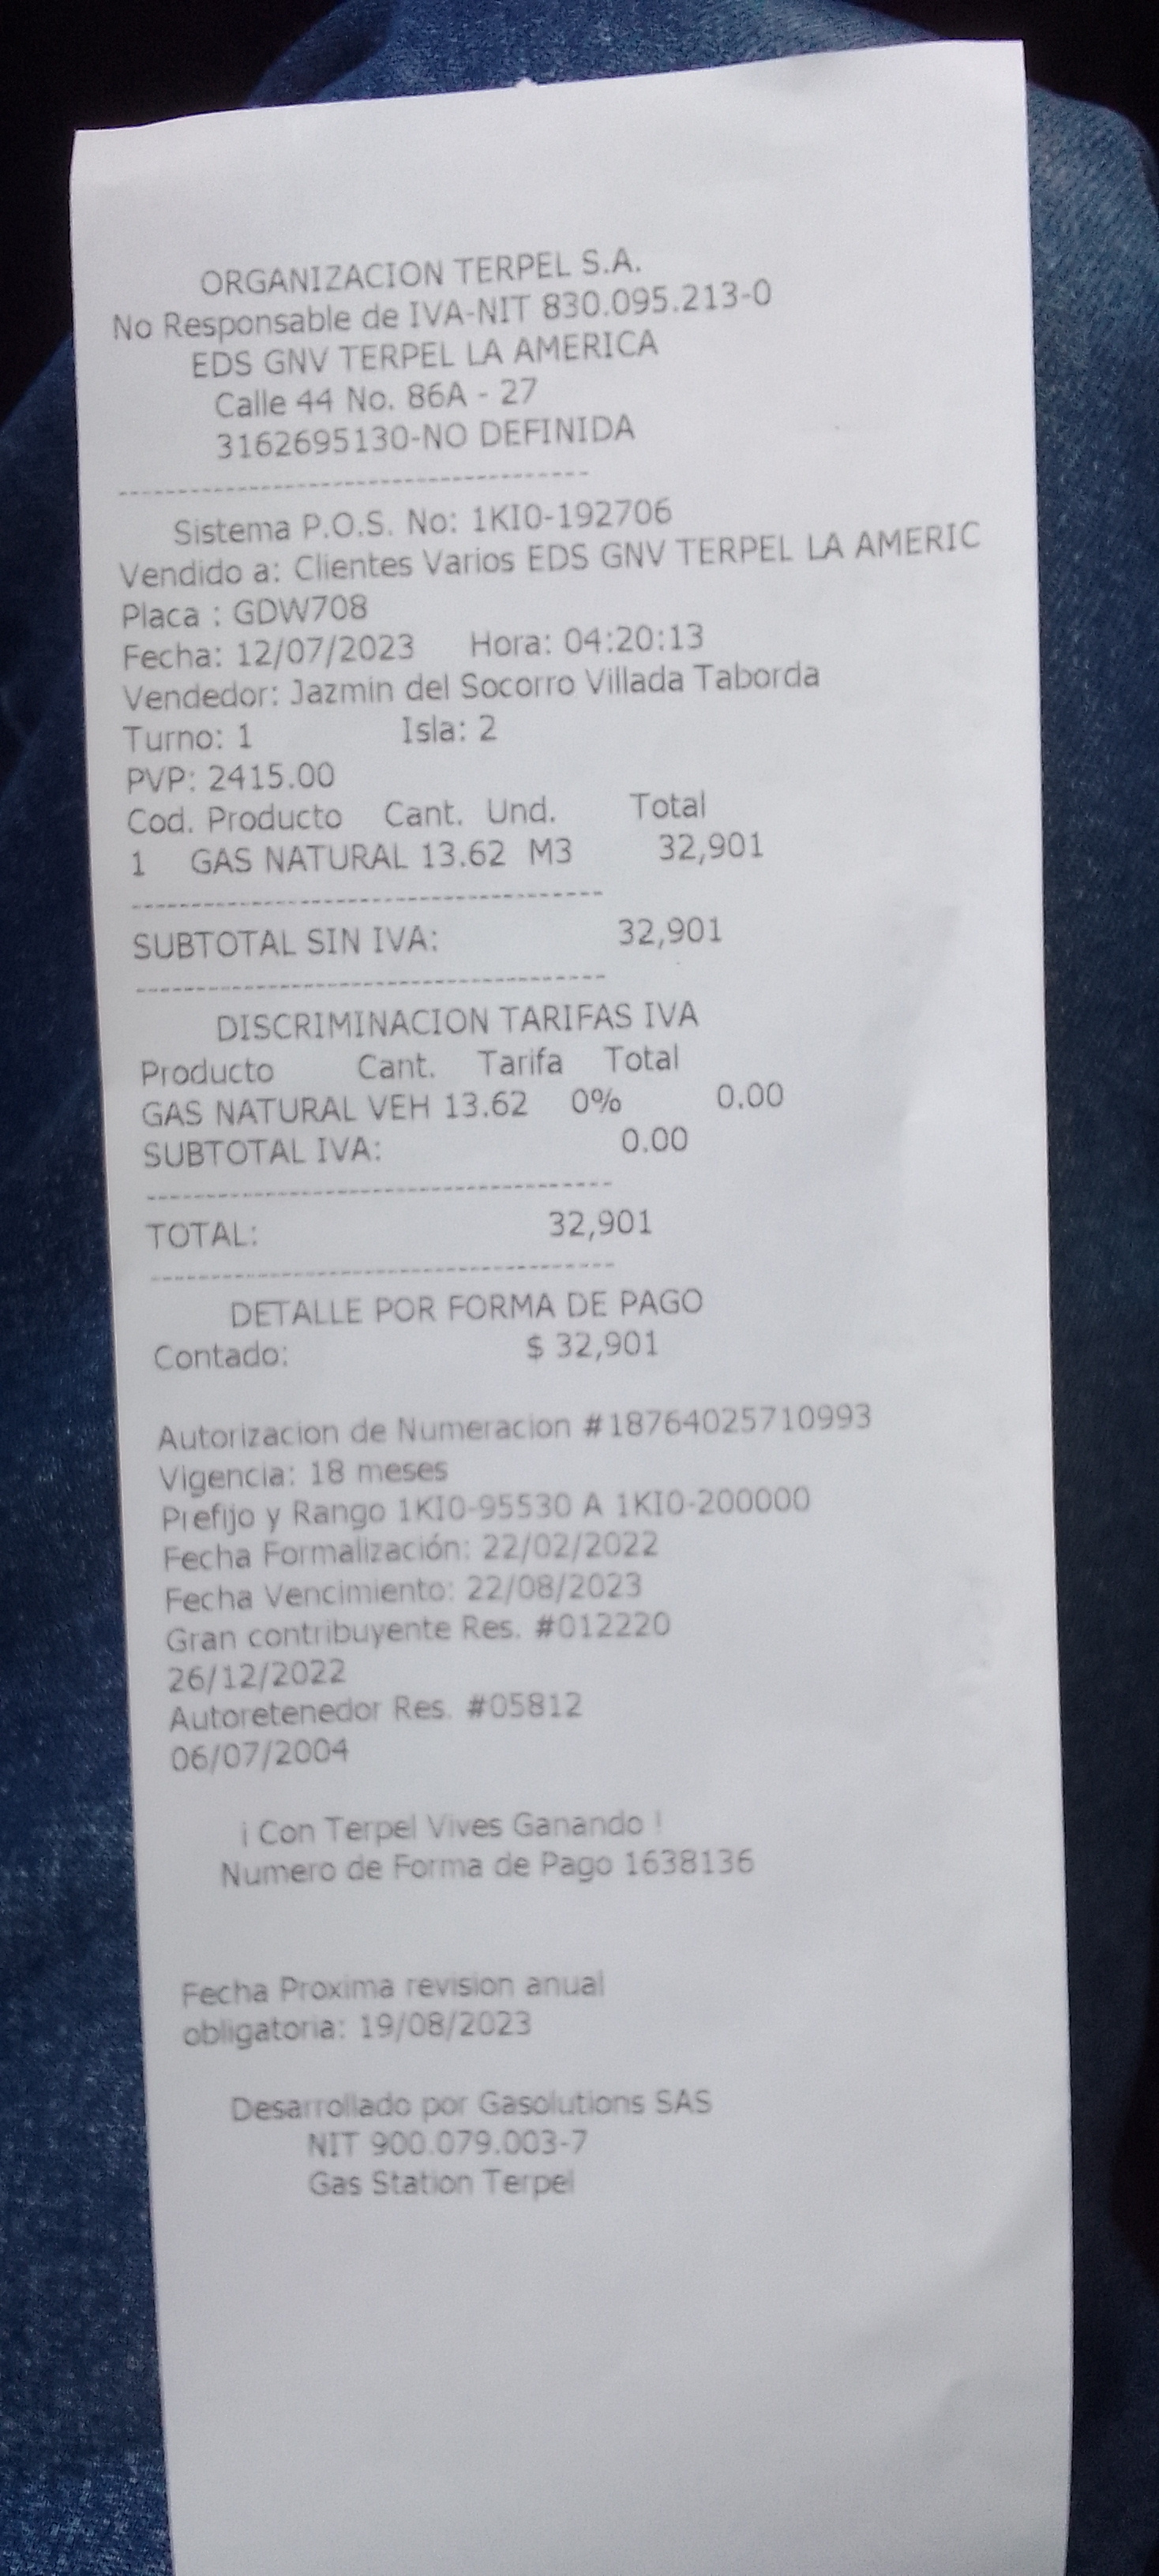 ORGANIZACION TERPEL S.A.
No Responsable de IVA-NIT 830.095.213-0
EDS GNV TERPEL LA AMERICA
Calle 44 No. 86A - 27
3162695130-NO DEFINIDA
-----------------------------------
Sistema P.O.S. No: 1KI0-192706
Vendido a: Clientes Varios EDS GNV TERPEL LA AMERIC
Placa : GDW708
Fecha: 12/07/2023 Hora: 04:20:13
Vendedor: Jazmin del Socorro Villada Taborda
Turno: 1 Isla: 2
PVP: 2415.00
Cod. Producto Cant. Und. Total
1 GAS NATURAL 13.62 M3 32,901
-----------------------------------
SUBTOTAL SIN IVA: 32,901
-----------------------------------
DISCRIMINACION TARIFAS IVA
Producto Cant. Tarifa Total
GAS NATURAL VEH 13.62 0% 0.00
SUBTOTAL IVA: 0.00
-----------------------------------
TOTAL: 32,901
-----------------------------------
DETALLE POR FORMA DE PAGO
Contado: $ 32,901
Autorizacion de Numeracion #18764025710993
Vigencia: 18 meses
Prefijo y Rango 1KI0-95530 A 1KI0-200000
Fecha Formalización: 22/02/2022
Fecha Vencimiento: 22/08/2023
Gran contribuyente Res. #012220
26/12/2022
Autoretenedor Res. #05812
06/07/2004
¡ Con Terpel Vives Ganando !
Numero de Forma de Pago 1638136
Fecha Proxima revision anual
obligatoria: 19/08/2023
Desarrollado por Gasolutions SAS
NIT 900.079.003-7
Gas Station Terpel